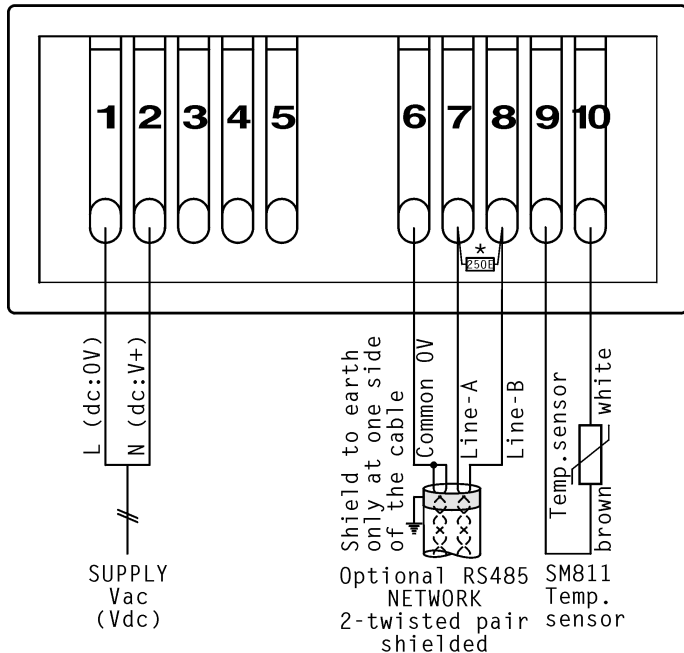 1 2 3 4 5 6 7 8 9 10
*
250E
L (dc:0V)
N (dc:V+)
Shield to earth
only at one side
of the cable
Common 0V
Line-A
Line-B
Temp.sensor
brown
white
SUPPLY
Vac
(Vdc)
Optional RS485
NETWORK
2-twisted pair
shielded
SM811
Temp.
sensor